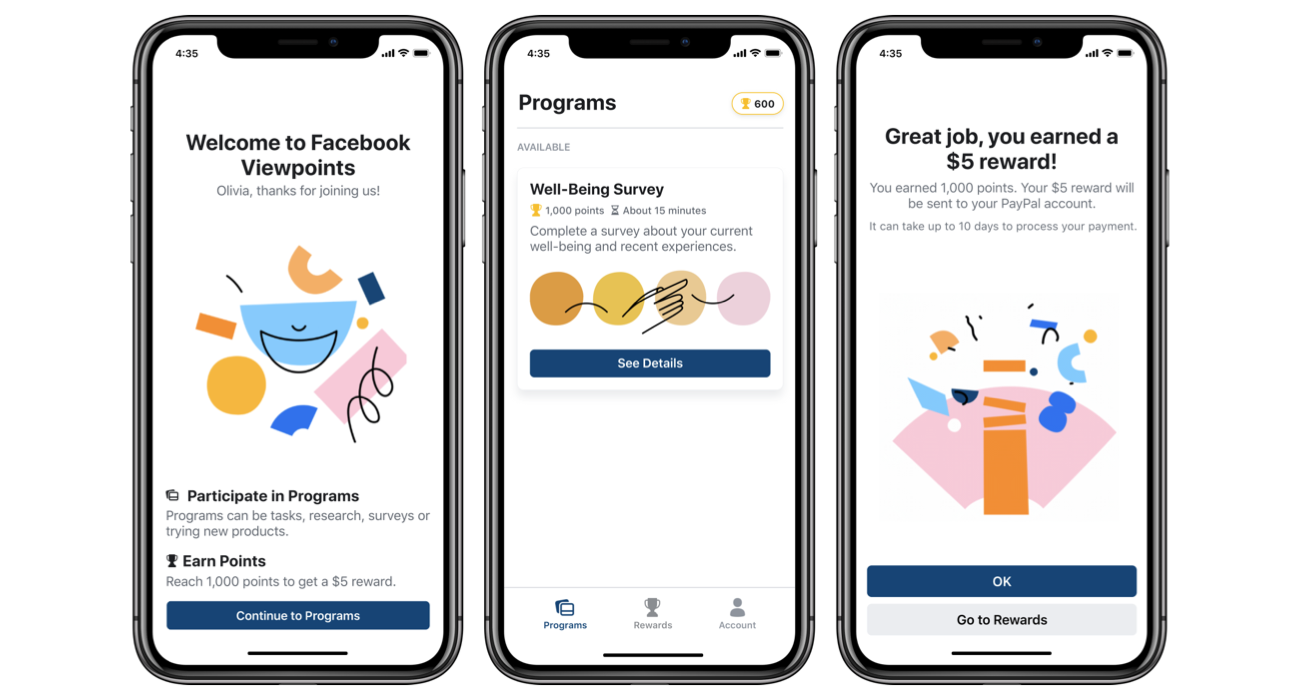 4:35
Welcome to Facebook
Viewpoints
Olivia, thanks for joining us!
Participate in Programs
Programs can be tasks, research, surveys or
trying new products.
Earn Points
Reach 1,000 points to get a $5 reward.
Continue to Programs
4:35
Programs
600
AVAILABLE
Well-Being Survey
1,000 points About 15 minutes
Complete a survey about your current
well-being and recent experiences.
See Details
Programs Rewards Account
4:35
Great job, you earned a
$5 reward!
You earned 1,000 points. Your $5 reward will
be sent to your PayPal account.
It can take up to 10 days to process your payment.
OK
Go to Rewards